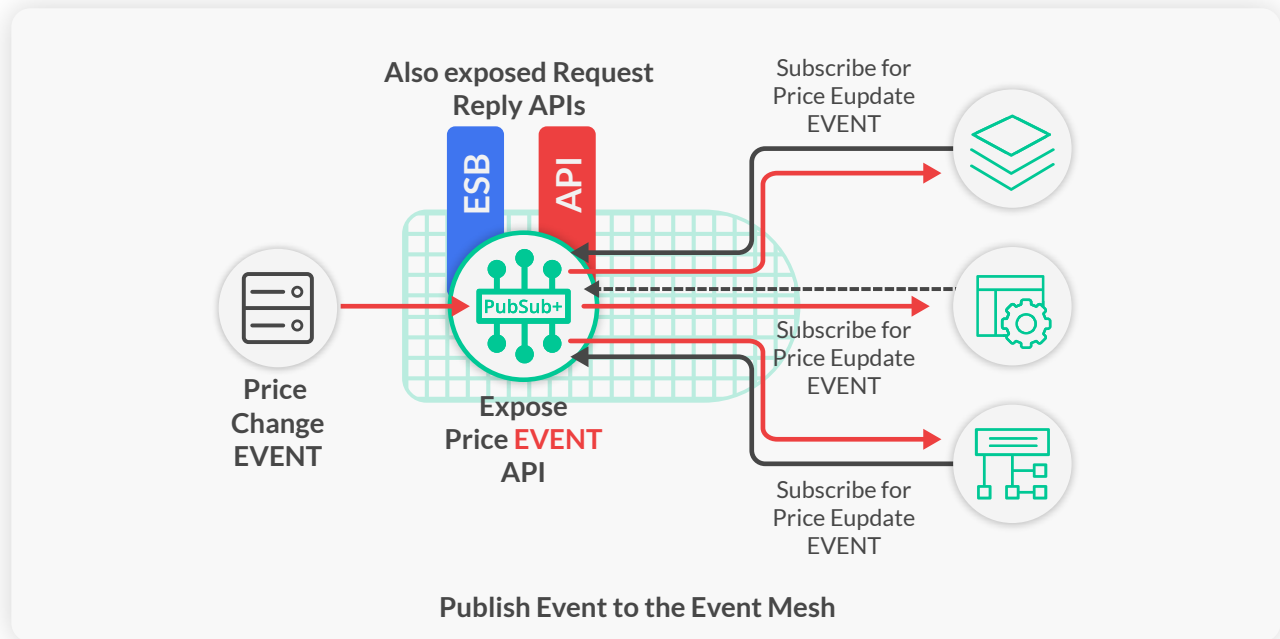 Also exposed Request
Reply APIs
ESB
API
Subscribe for
Price Eupdate
EVENT
PubSub+
Price
Change
EVENT
Expose
Price EVENT
API
Subscribe for
Price Eupdate
EVENT
Subscribe for
Price Eupdate
EVENT
Publish Event to the Event Mesh